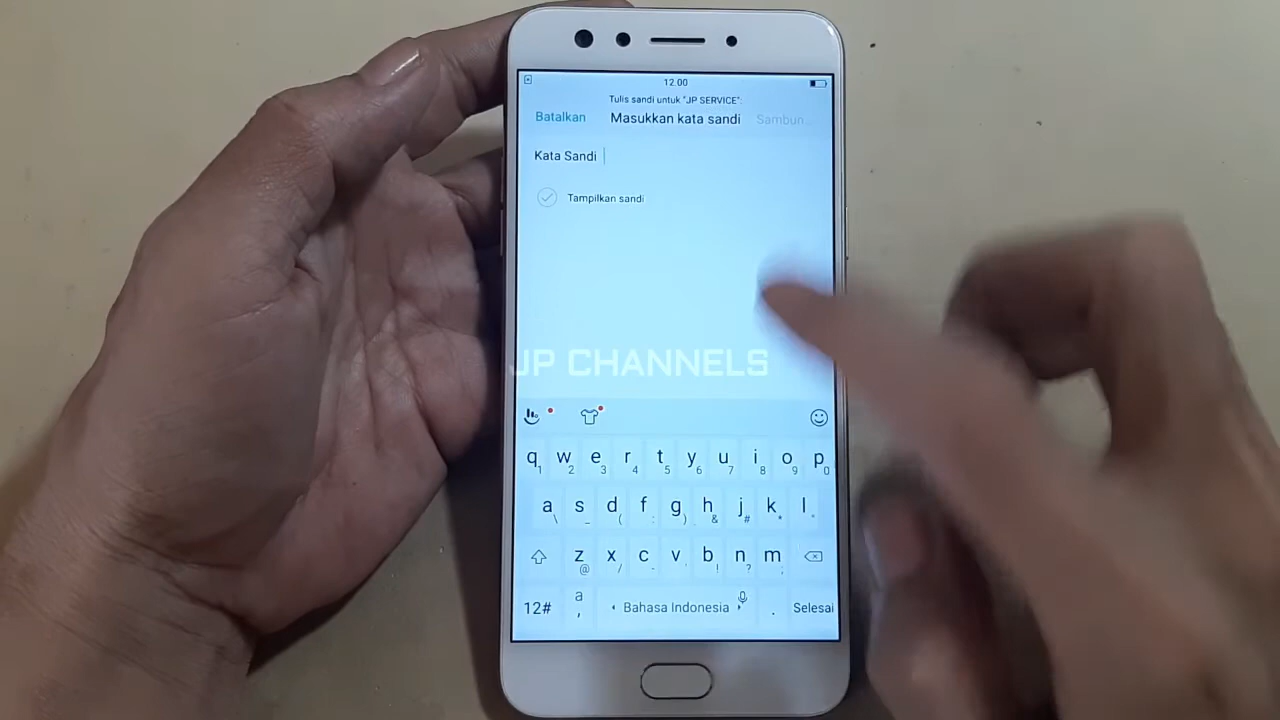 12.00
Tulis sandi untuk "JP SERVICE":
Batalkan Masukkan kata sandi Sambun...
Kata Sandi
Tampilkan sandi
JP CHANNELS
q w e r t y u i o p
1 2 3 4 5 6 7 8 9 0
a s d f g h j k l
\ _ ( : ) & # * "
z x c v b n m
@ / - ! ? ;
12# a , Bahasa Indonesia . Selesai